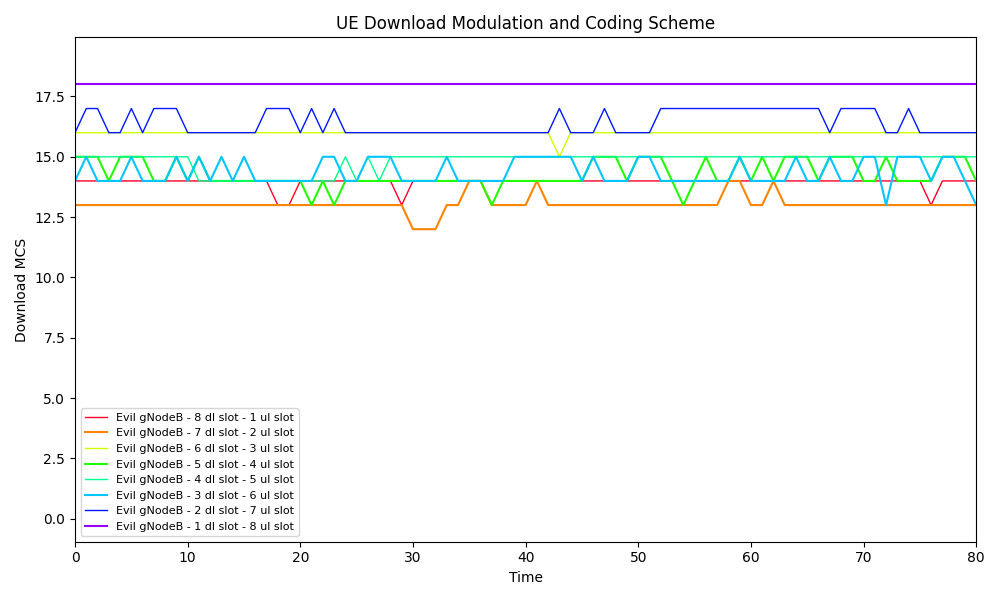 UE Download Modulation and Coding Scheme
Download MCS
17.5
15.0
12.5
10.0
7.5
5.0
2.5
0.0
Evil gNodeB - 8 dl slot - 1 ul slot
Evil gNodeB - 7 dl slot - 2 ul slot
Evil gNodeB - 6 dl slot - 3 ul slot
Evil gNodeB - 5 dl slot - 4 ul slot
Evil gNodeB - 4 dl slot - 5 ul slot
Evil gNodeB - 3 dl slot - 6 ul slot
Evil gNodeB - 2 dl slot - 7 ul slot
Evil gNodeB - 1 dl slot - 8 ul slot
0 10 20 30 40 50 60 70 80
Time